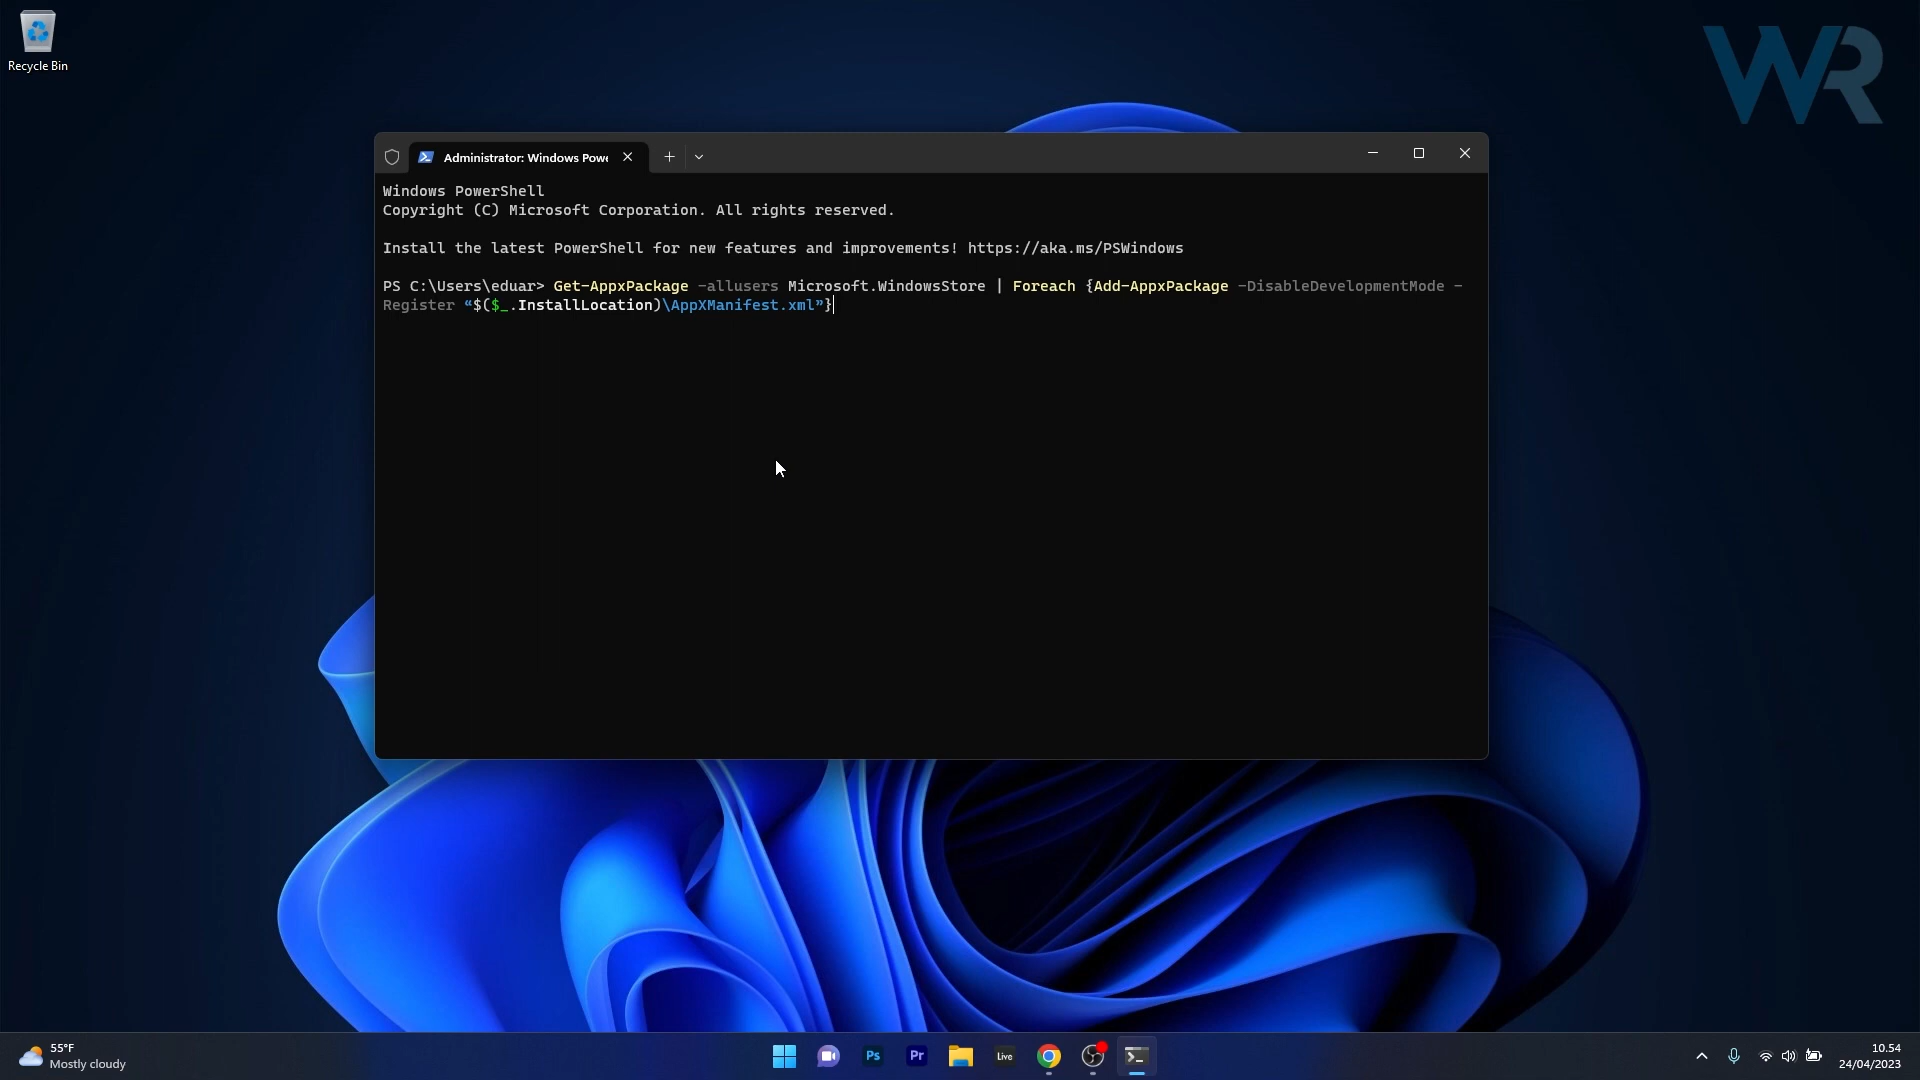 Recycle Bin
WR
Administrator: Windows Powe
Windows PowerShell
Copyright (C) Microsoft Corporation. All rights reserved.
Install the latest PowerShell for new features and improvements! https://aka.ms/PSWindows
PS C:\Users\eduar> Get-AppxPackage -allusers Microsoft.WindowsStore | Foreach {Add-AppxPackage -DisableDevelopmentMode -
Register “$($_.InstallLocation)\AppXManifest.xml”}
55°F
Mostly cloudy
Ps
Pr
Live
10.54
24/04/2023